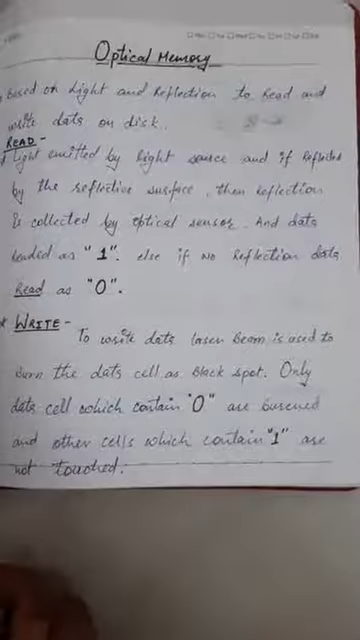 Optical Memory
based on Light and Reflection to Read and
write data on disk.
READ -
Light emitted by light source and if Reflected
by the reflective surface, then reflection
is collected by optical sensor. And data
Readed as "1". else if no Reflection data
Read as "0".
* WRITE -
To write data laser Beam is used to
burn the data cell as Black spot. Only
data cell which contain "0" are buruned
and other cells which contain "1" are
not touched.